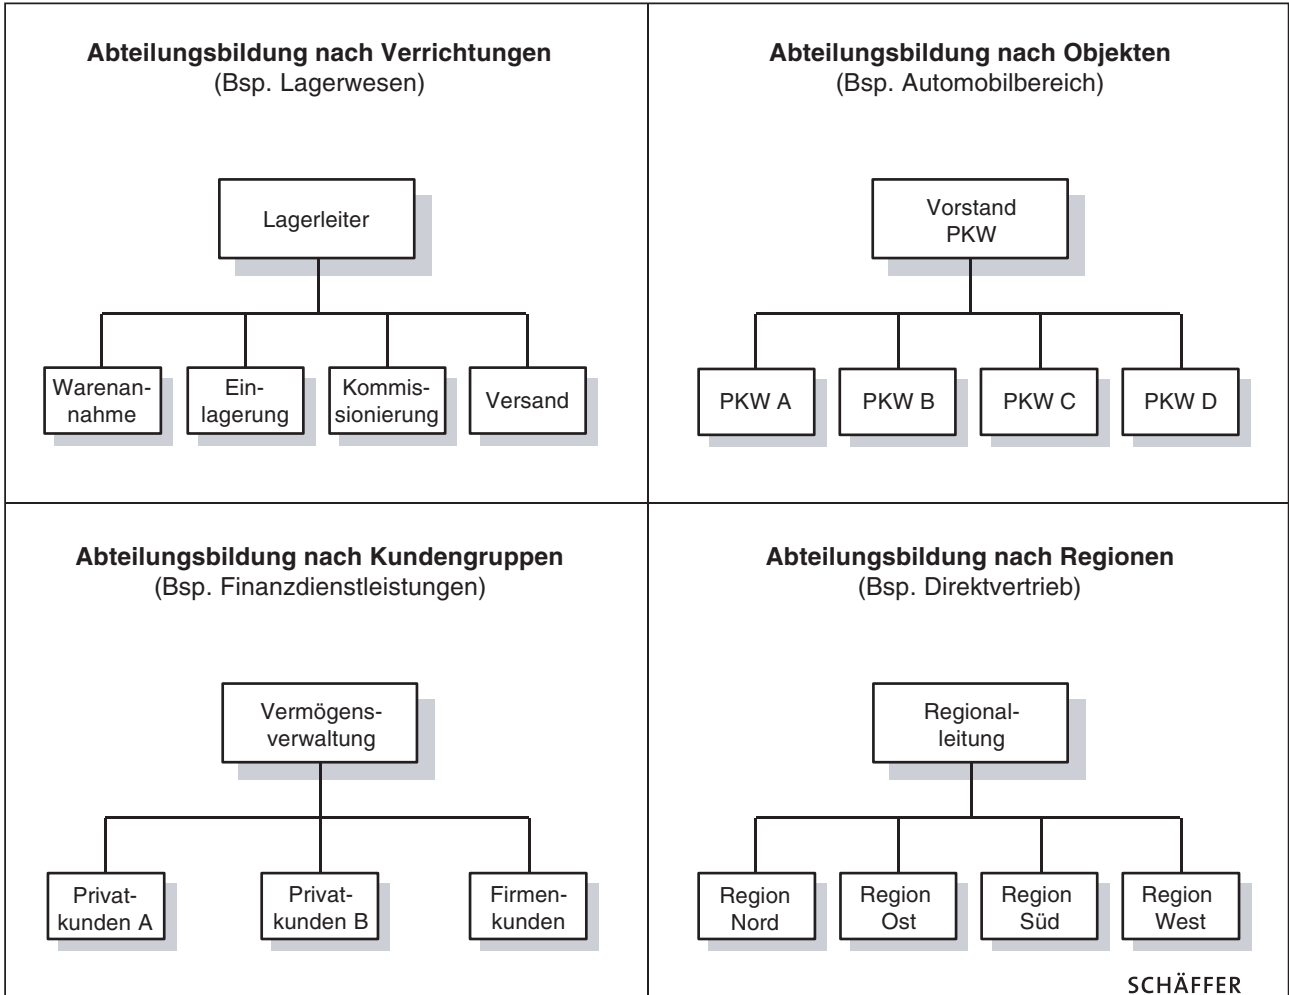 Abteilungsbildung nach Verrichtungen
(Bsp. Lagerwesen)
Lagerleiter
Warenan-
nahme
Ein-
lagerung
Kommis-
sionierung
Versand
Abteilungsbildung nach Objekten
(Bsp. Automobilbereich)
Vorstand
PKW
PKW A
PKW B
PKW C
PKW D
Abteilungsbildung nach Kundengruppen
(Bsp. Finanzdienstleistungen)
Vermögens-
verwaltung
Privat-
kunden A
Privat-
kunden B
Firmen-
kunden
Abteilungsbildung nach Regionen
(Bsp. Direktvertrieb)
Regional-
leitung
Region
Nord
Region
Ost
Region
Süd
Region
West
SCHÄFFER